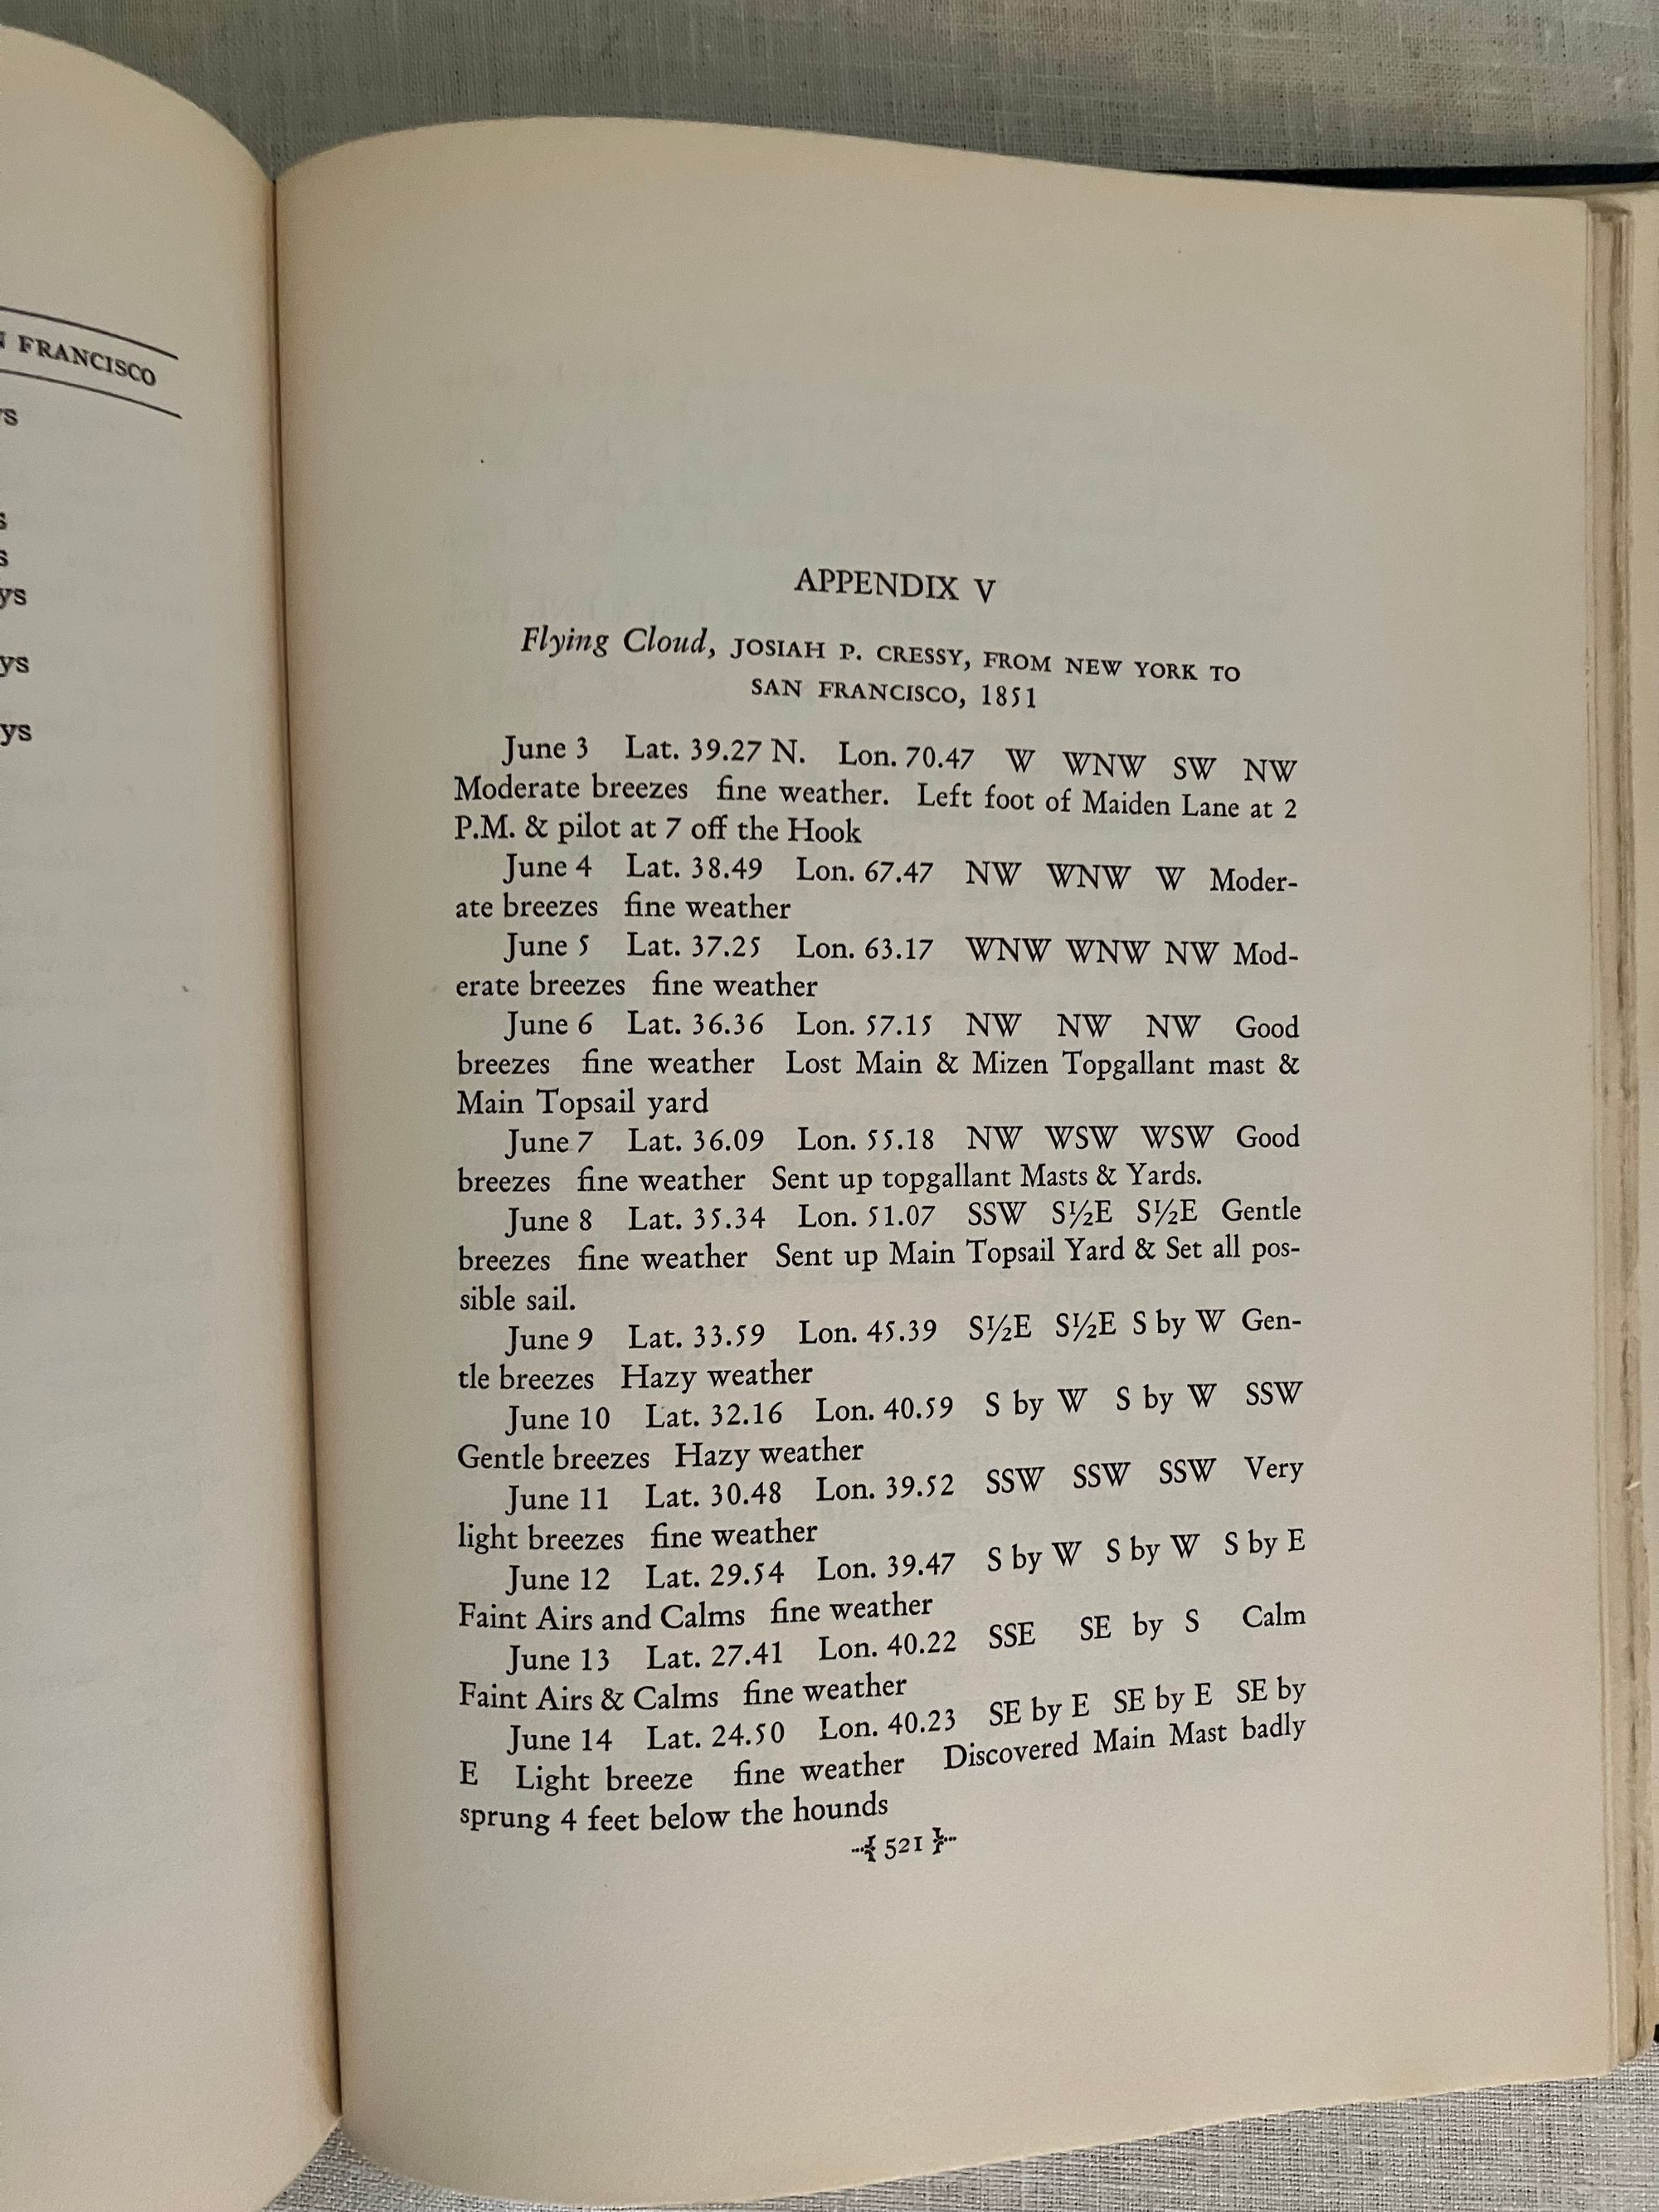 FRANCISCO
ys
s
s
ys
ys
ys
APPENDIX V
Flying Cloud, JOSIAH P. CRESSY, FROM NEW YORK TO
SAN FRANCISCO, 1851
June 3 Lat. 39.27 N. Lon. 70.47 W WNW SW NW
Moderate breezes fine weather. Left foot of Maiden Lane at 2
P.M. & pilot at 7 off the Hook
June 4 Lat. 38.49 Lon. 67.47 NW WNW W Moder-
ate breezes fine weather
June 5 Lat. 37.25 Lon. 63.17 WNW WNW NW Mod-
erate breezes fine weather
June 6 Lat. 36.36 Lon. 57.15 NW NW NW Good
breezes fine weather Lost Main & Mizen Topgallant mast &
Main Topsail yard
June 7 Lat. 36.09 Lon. 55.18 NW WSW WSW Good
breezes fine weather Sent up topgallant Masts & Yards.
June 8 Lat. 35.34 Lon. 51.07 SSW S½E S½E Gentle
breezes fine weather Sent up Main Topsail Yard & Set all pos-
sible sail.
June 9 Lat. 33.59 Lon. 45.39 S½E S½E S by W Gen-
tle breezes Hazy weather
June 10 Lat. 32.16 Lon. 40.59 S by W S by W SSW
Gentle breezes Hazy weather
June 11 Lat. 30.48 Lon. 39.52 SSW SSW SSW Very
light breezes fine weather
June 12 Lat. 29.54 Lon. 39.47 S by W S by W S by E
Faint Airs and Calms fine weather
June 13 Lat. 27.41 Lon. 40.22 SSE SE by S Calm
Faint Airs & Calms fine weather
June 14 Lat. 24.50 Lon. 40.23 SE by E SE by E SE by
E Light breeze fine weather Discovered Main Mast badly
sprung 4 feet below the hounds
521